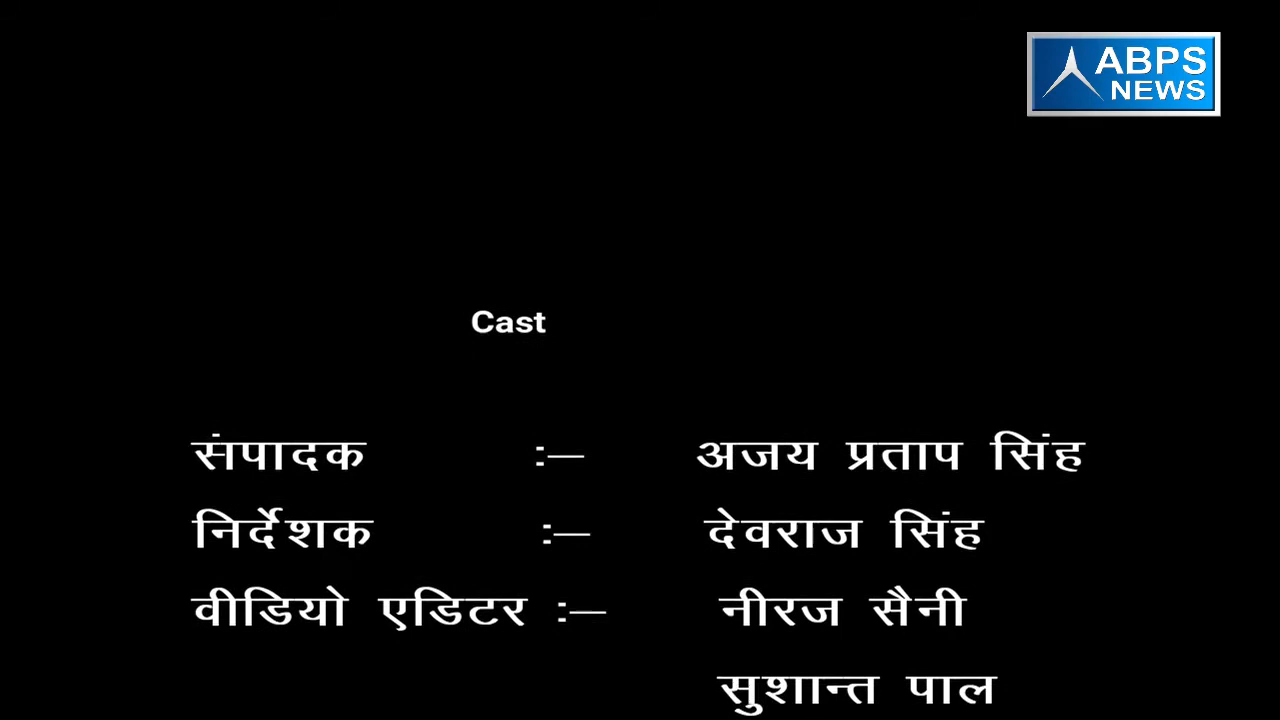 ABPS
NEWS
Cast
संपादक :— अजय प्रताप सिंह
निर्देशक :— देवराज सिंह
वीडियो एडिटर :— नीरज सैनी
सुशान्त पाल